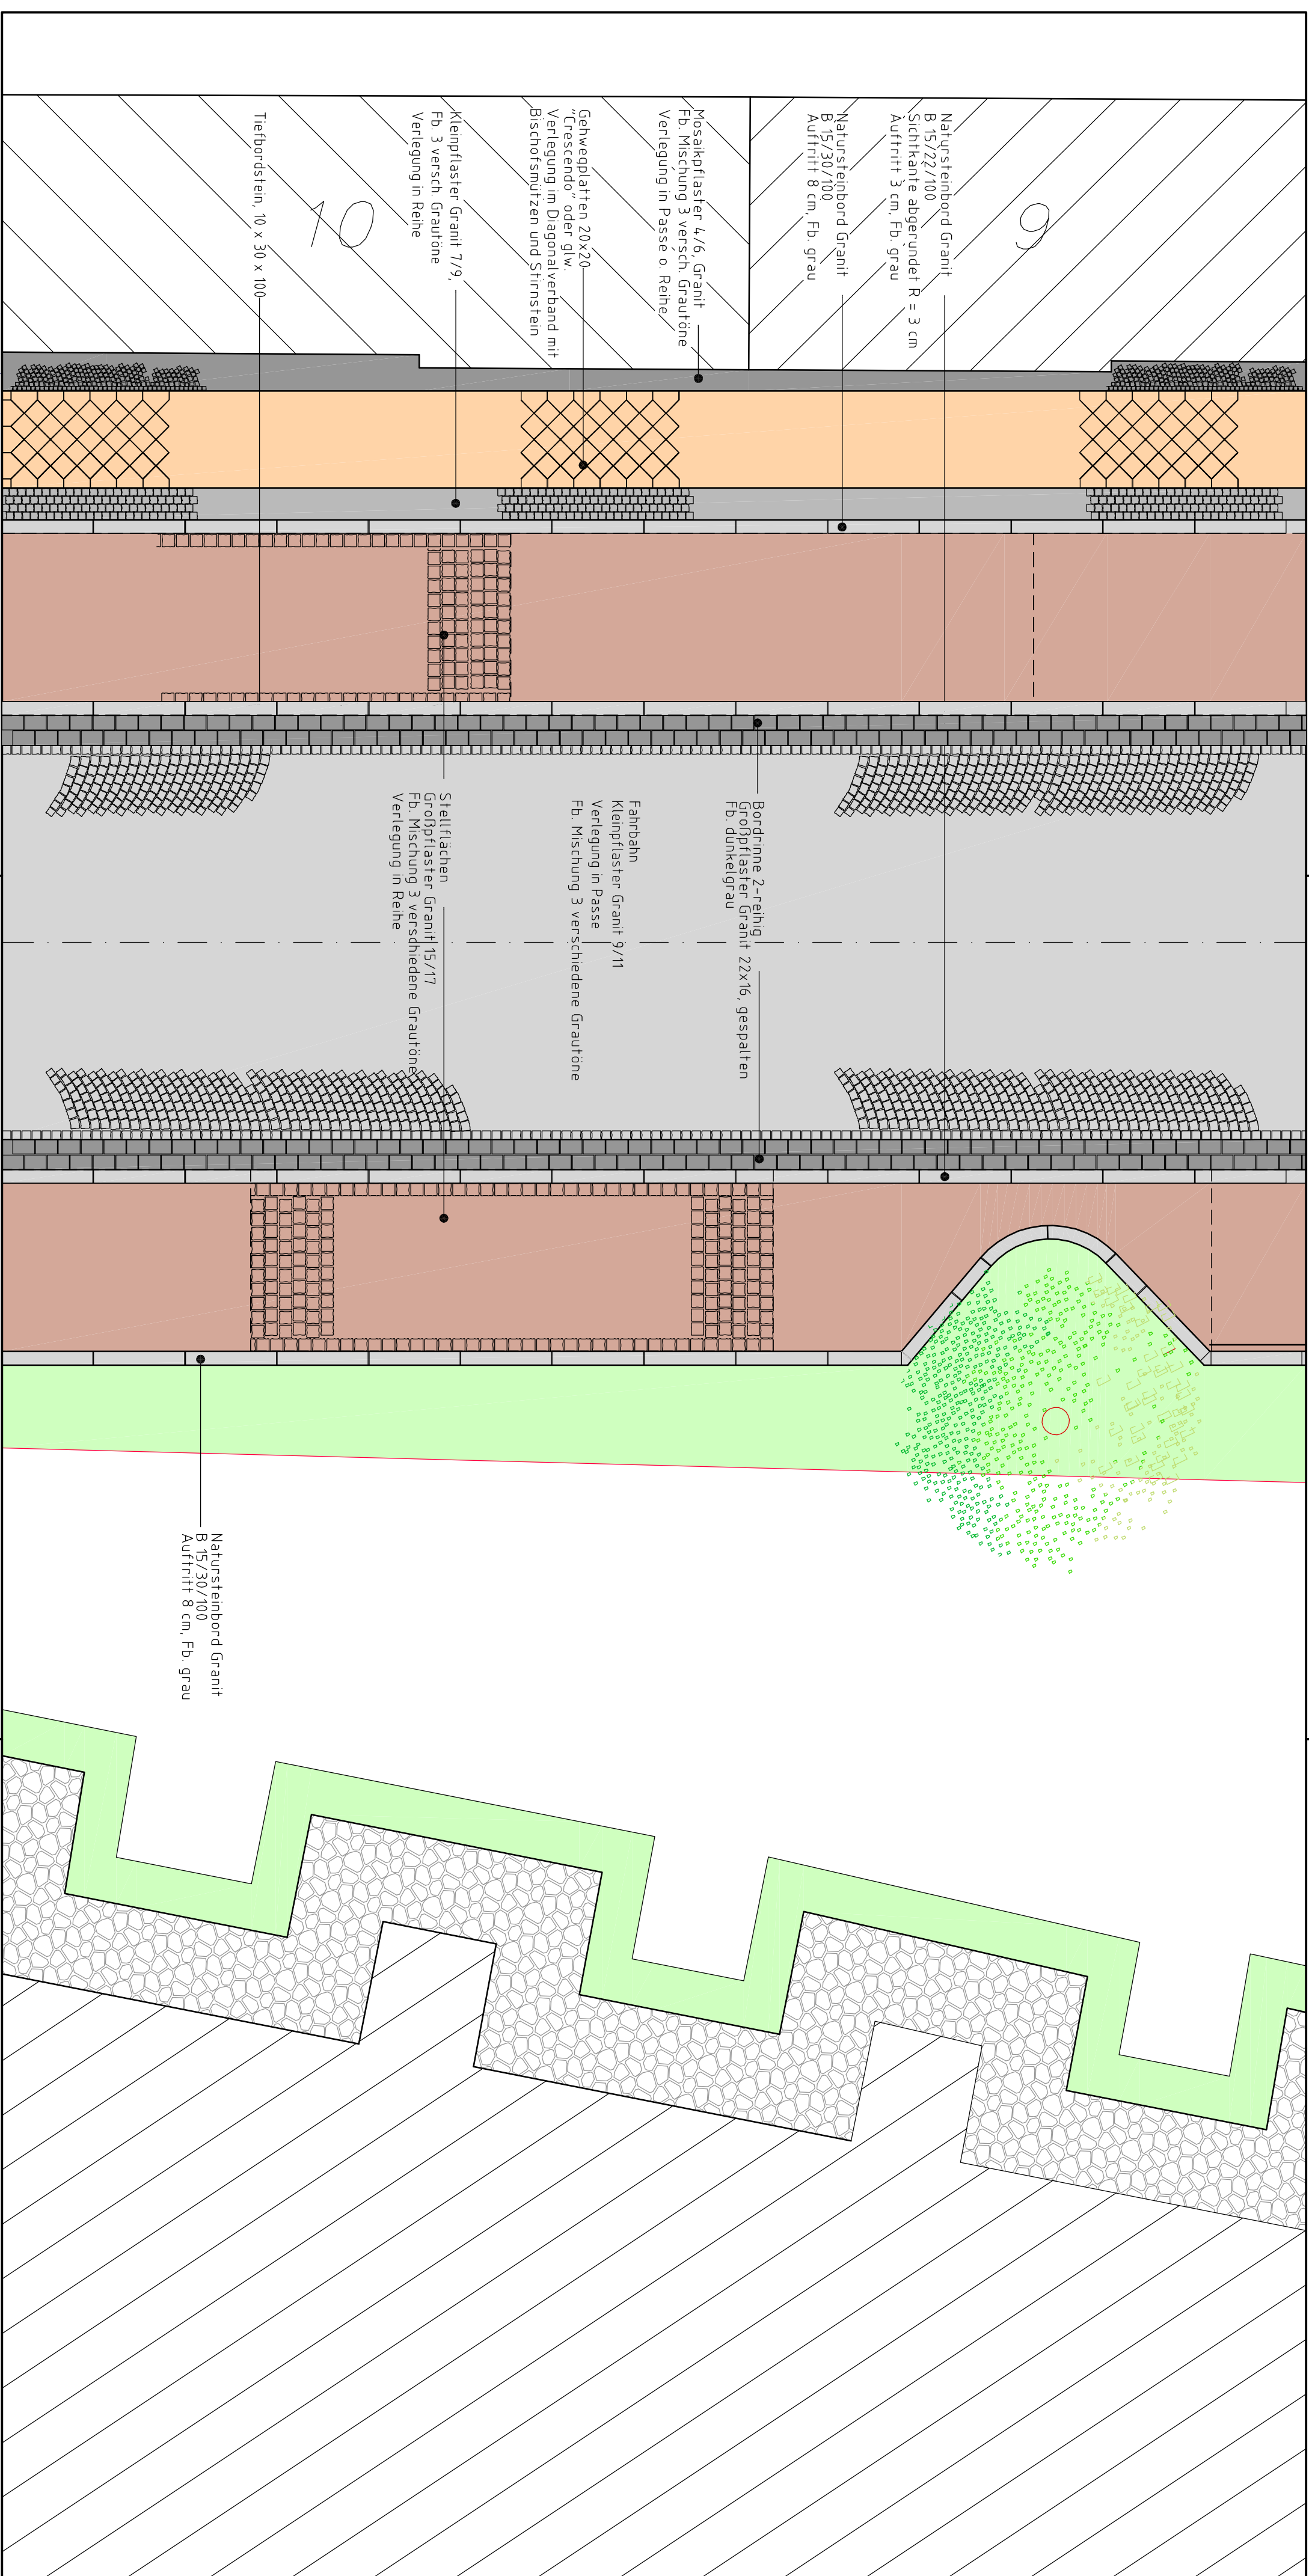 Natursteinbord Granit
B 15/22/100
Sichtkante abgerundet R = 3 cm
Auftritt 3 cm, Fb. grau
9
Natursteinbord Granit
B 15/30/100
Auftritt 8 cm, Fb. grau
Mosaikpflaster 4/6, Granit
Fb. Mischung 3 versch. Grautöne
Verlegung in Passe o. Reihe
Gehwegplatten 20x20
"Crescendo" oder glw.
Verlegung im Diagonalverband mit
Bischofsmützen und Stirnstein
Kleinpflaster Granit 7/9,
Fb. 3 versch. Grautöne
Verlegung in Reihe
10
Tiefbordstein, 10 x 30 x 100
Bordrinne 2-reihig
Großpflaster Granit 22x16, gespalten
Fb. dunkelgrau
Fahrbahn
Kleinpflaster Granit 9/11
Verlegung in Passe
Fb. Mischung 3 verschiedene Grautöne
Stellflächen
Großpflaster Granit 15/17
Fb. Mischung 3 verschiedene Grautöne
Verlegung in Reihe
Natursteinbord Granit
B 15/30/100
Auftritt 8 cm, Fb. grau